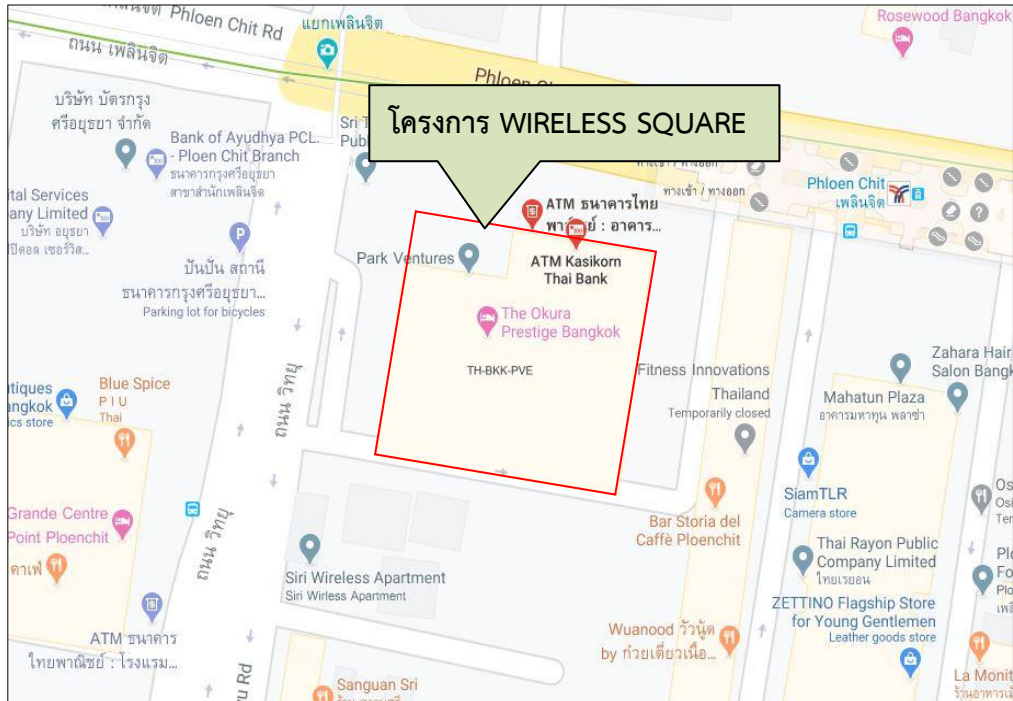 Phloen Chit Rd
แยกเพลินจิต
Rosewood Bangkok
ถนน เพลินจิต
โครงการ WIRELESS SQUARE
บริษัท บัตรกรุง
ศรีอยุธยา จำกัด
Bank of Ayudhya PCL.
- Ploen Chit Branch
ธนาคารกรุงศรีอยุธยา
สาขาสำนักเพลินจิต
ทางเข้า / ทางออก
Phloen Chit
เพลินจิต
ATM ธนาคารไทย
ATM Kasikorn
Thai Bank
Park Ventures
The Okura
Prestige Bangkok
TH-BKK-PVE
ital Services
any Limited
บริษัท อยุธยา
ปันปั่น สถานี
ธนาคารกรุงศรีอยุธยา...
Parking lot for bicycles
ถนน วิทยุ
Fitness Innovations
Thailand
Temporarily closed
Zahara Hair
Salon Bangk
Mahatun Plaza
อาคารมหาทุน พลาซ่า
tiques
angkok
cs store
Blue Spice
P I U
Thai
SiamTLR
Camera store
Bar Storia del
Caffè Ploenchit
Grande Centre
Point Ploenchit
คาเฟ่
ถนน วิทยุ
Siri Wireless Apartment
Siri Wirless Apartment
Thai Rayon Public
Company Limited
ไทยเรยอน
ZETTINO Flagship Store
for Young Gentlemen
Leather goods store
ATM ธนาคาร
ไทยพาณิชย์ : โรงแรม...
Wuanood วัวนู้ด
by ก๋วยเตี๋ยวเนื้อ...
Sanguan Sri
La Monit